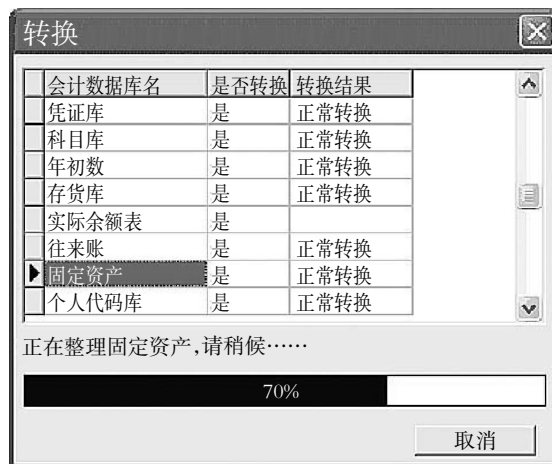 转换
会计数据库名 是否转换 转换结果
凭证库 是 正常转换
科目库 是 正常转换
年初数 是 正常转换
存货库 是 正常转换
实际余额表 是
往来账 是 正常转换
固定资产 是 正常转换
个人代码库 是 正常转换
正在整理固定资产,请稍候……
70%
取消